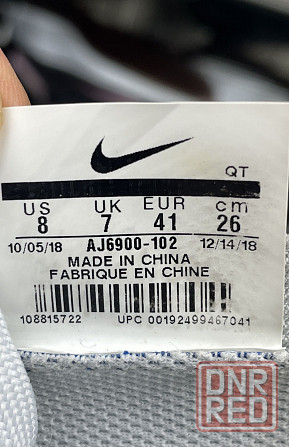 QT
US UK EUR cm
8 7 41 26
10/05/18 AJ6900-102 12/14/18
MADE IN CHINA
FABRIQUE EN CHINE
108815722 UPC 00192499467041
DNR
RED